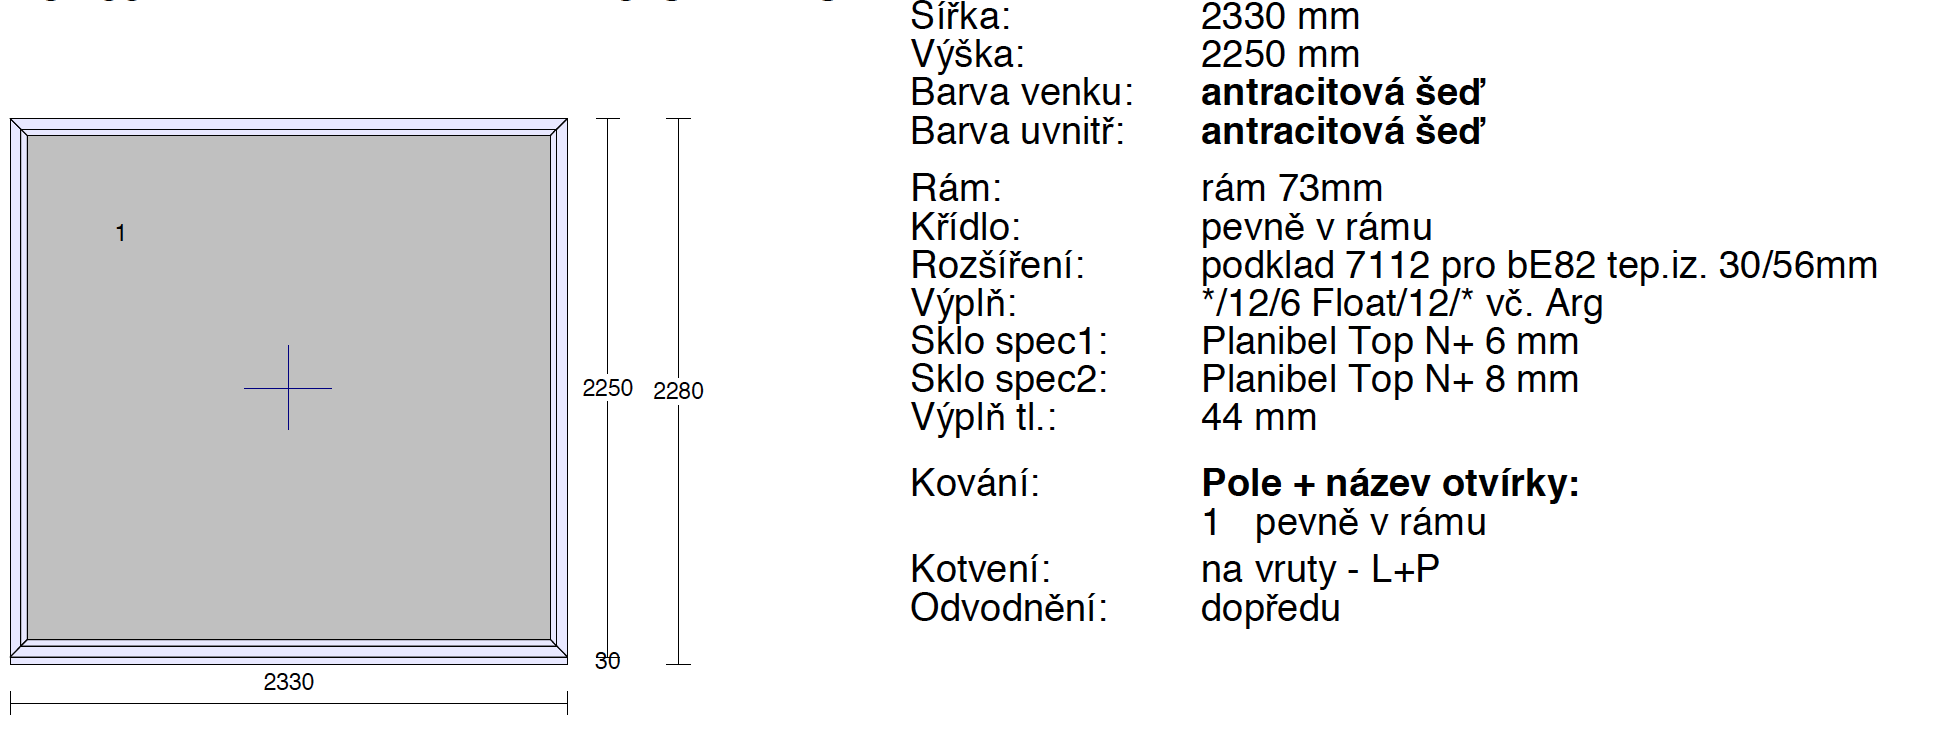 Šířka: 2330 mm
Výška: 2250 mm
Barva venku: antracitová šeď
Barva uvnitř: antracitová šeď
Rám: rám 73mm
Křídlo: pevně v rámu
Rozšíření: podklad 7112 pro bE82 tep.iz. 30/56mm
Výplň: */12/6 Float/12/* vč. Arg
Sklo spec1: Planibel Top N+ 6 mm
Sklo spec2: Planibel Top N+ 8 mm
Výplň tl.: 44 mm
Kování: Pole + název otvírky:
1 pevně v rámu
Kotvení: na vruty - L+P
Odvodnění: dopředu
1
2250 2280
30
2330